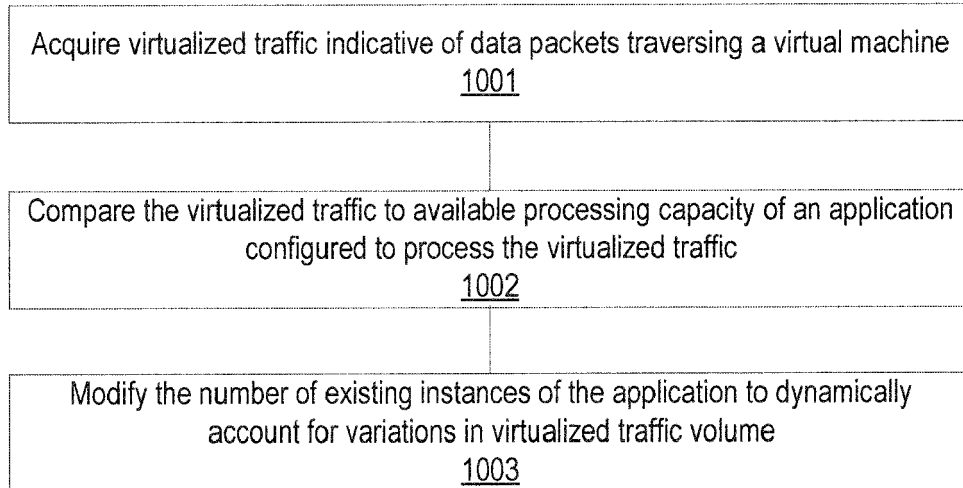 Acquire virtualized traffic indicative of data packets traversing a virtual machine
1001
Compare the virtualized traffic to available processing capacity of an application
configured to process the virtualized traffic
1002
Modify the number of existing instances of the application to dynamically
account for variations in virtualized traffic volume
1003